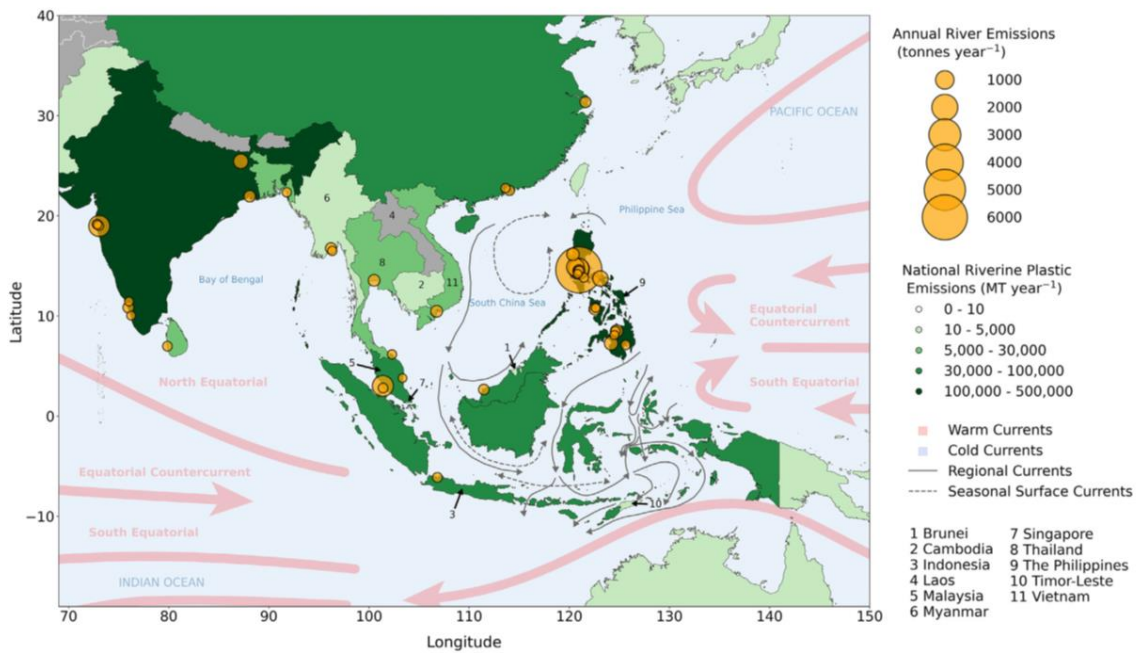 40
30
20
10
0
−10
Latitude
70
80
90
100
110
120
130
140
150
Longitude
PACIFIC OCEAN
Philippine Sea
Bay of Bengal
South China Sea
Equatorial
Countercurrent
North Equatorial
South Equatorial
Equatorial Countercurrent
South Equatorial
INDIAN OCEAN
6
4
8
2
11
9
1
5
7
3
10
Annual River Emissions
(tonnes year⁻¹)
1000
2000
3000
4000
5000
6000
National Riverine Plastic
Emissions (MT year⁻¹)
0 - 10
10 - 5,000
5,000 - 30,000
30,000 - 100,000
100,000 - 500,000
Warm Currents
Cold Currents
Regional Currents
Seasonal Surface Currents
1 Brunei
2 Cambodia
3 Indonesia
4 Laos
5 Malaysia
6 Myanmar
7 Singapore
8 Thailand
9 The Philippines
10 Timor-Leste
11 Vietnam